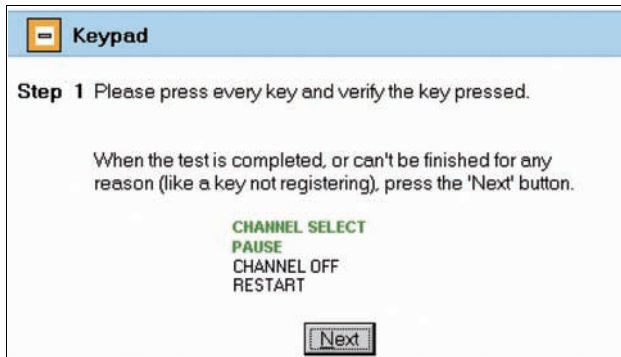 Keypad
Step 1 Please press every key and verify the key pressed.
When the test is completed, or can't be finished for any
reason (like a key not registering), press the 'Next' button.
CHANNEL SELECT
PAUSE
CHANNEL OFF
RESTART
Next